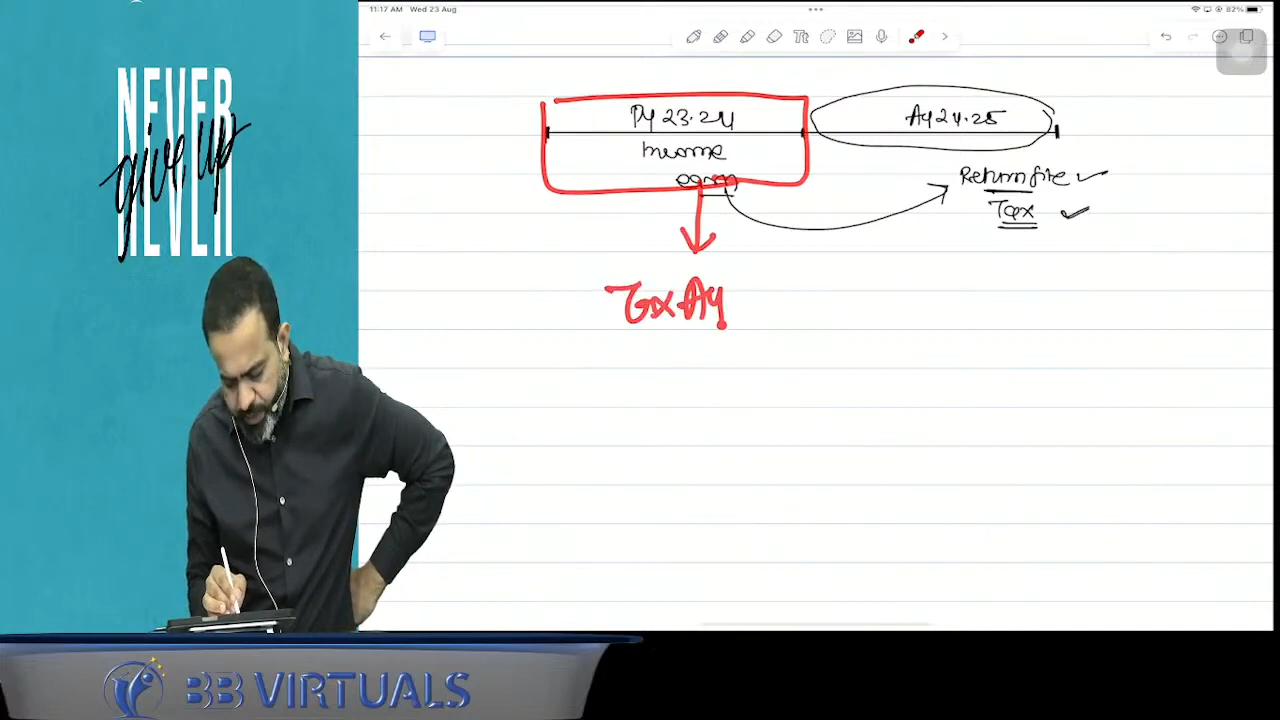 11:17 AM Wed 23 Aug
82%
NEVER
give up
NEVER
PY 23.24
AY 24.25
Income
earn
Return file
Tax
Tax AY
BB VIRTUALS